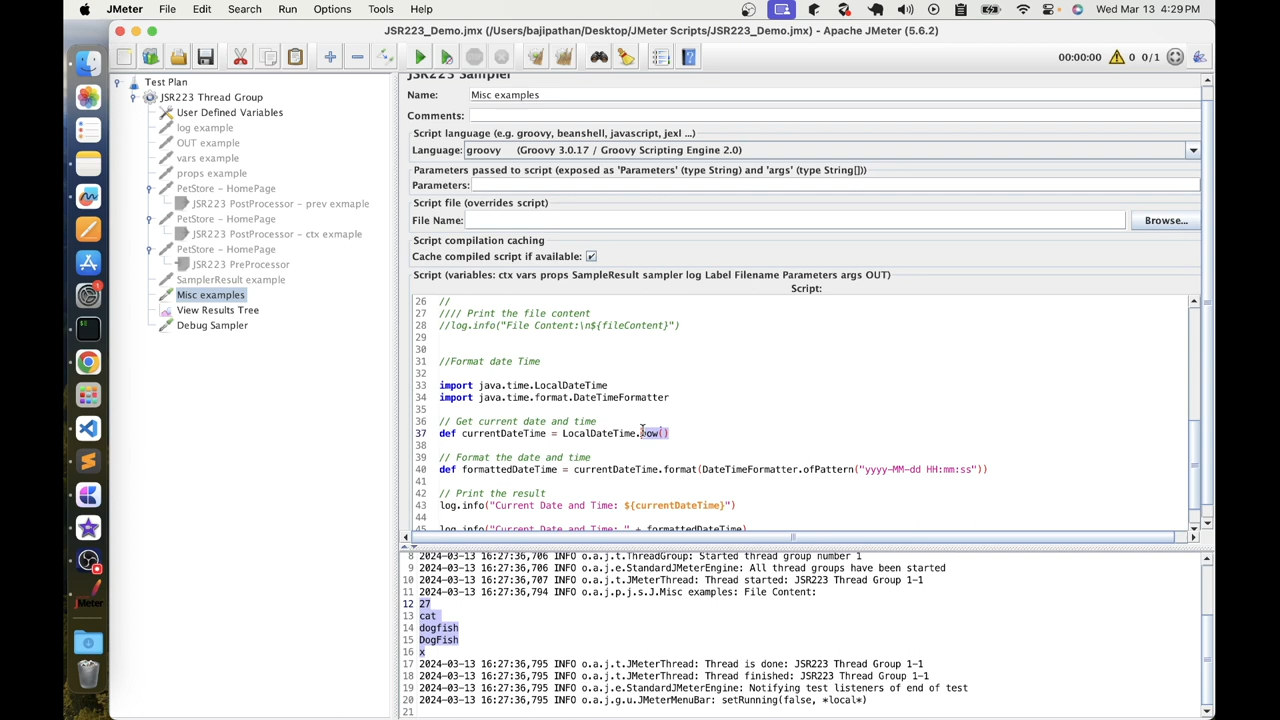 JMeter File Edit Search Run Options Tools Help Wed Mar 13 4:29 PM
JSR223_Demo.jmx (/Users/bajipathan/Desktop/JMeter Scripts/JSR223_Demo.jmx) - Apache JMeter (5.6.2)
00:00:00 0 0/1
Test Plan
JSR223 Thread Group
User Defined Variables
log example
OUT example
vars example
props example
PetStore - HomePage
JSR223 PostProcessor - prev exmaple
PetStore - HomePage
JSR223 PostProcessor - ctx exmaple
PetStore - HomePage
JSR223 PreProcessor
SamplerResult example
Misc examples
View Results Tree
Debug Sampler
JSR223 Sampler
Name: Misc examples
Comments:
Script language (e.g. groovy, beanshell, javascript, jexl ...)
Language: groovy (Groovy 3.0.17 / Groovy Scripting Engine 2.0)
Parameters passed to script (exposed as 'Parameters' (type String) and 'args' (type String[]))
Parameters:
Script file (overrides script)
File Name: Browse...
Script compilation caching
Cache compiled script if available:
Script (variables: ctx vars props SampleResult sampler log Label Filename Parameters args OUT)
Script:
26 //
27 //// Print the file content
28 //log.info("File Content:\n${fileContent}")
29
30
31 //Format date Time
32
33 import java.time.LocalDateTime
34 import java.time.format.DateTimeFormatter
35
36 // Get current date and time
37 def currentDateTime = LocalDateTime.now()
38
39 // Format the date and time
40 def formattedDateTime = currentDateTime.format(DateTimeFormatter.ofPattern("yyyy-MM-dd HH:mm:ss"))
41
42 // Print the result
43 log.info("Current Date and Time: ${currentDateTime}")
44
45 log.info("Current Date and Time: " + formattedDateTime)
8 2024-03-13 16:27:36,706 INFO o.a.j.t.ThreadGroup: Started thread group number 1
9 2024-03-13 16:27:36,706 INFO o.a.j.e.StandardJMeterEngine: All thread groups have been started
10 2024-03-13 16:27:36,707 INFO o.a.j.t.JMeterThread: Thread started: JSR223 Thread Group 1-1
11 2024-03-13 16:27:36,794 INFO o.a.j.p.j.s.J.Misc examples: File Content:
12 27
13 cat
14 dogfish
15 DogFish
16 x
17 2024-03-13 16:27:36,795 INFO o.a.j.t.JMeterThread: Thread is done: JSR223 Thread Group 1-1
18 2024-03-13 16:27:36,795 INFO o.a.j.t.JMeterThread: Thread finished: JSR223 Thread Group 1-1
19 2024-03-13 16:27:36,795 INFO o.a.j.e.StandardJMeterEngine: Notifying test listeners of end of test
20 2024-03-13 16:27:36,795 INFO o.a.j.g.u.JMeterMenuBar: setRunning(false, *local*)
21